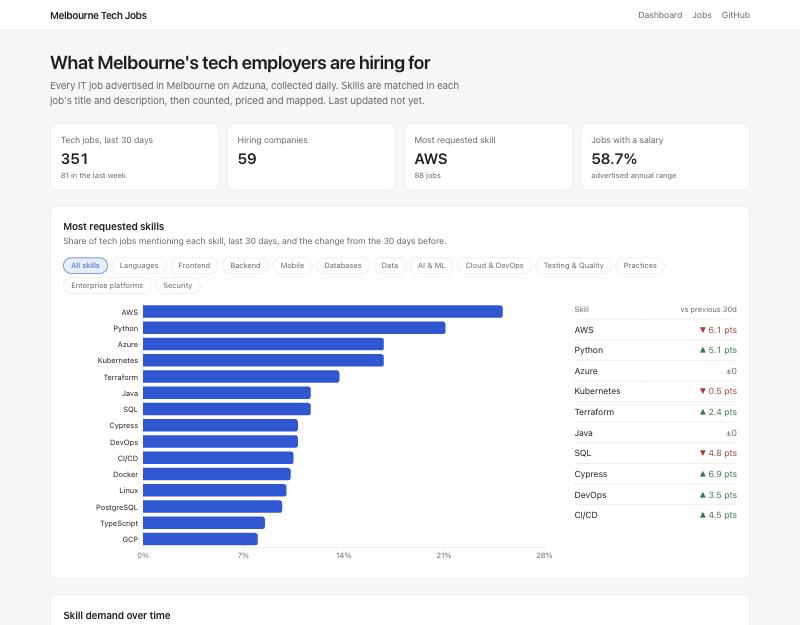 Melbourne Tech Jobs
Dashboard Jobs GitHub
What Melbourne's tech employers are hiring for
Every IT job advertised in Melbourne on Adzuna, collected daily. Skills are matched in each
job's title and description, then counted, priced and mapped. Last updated not yet.
Tech jobs, last 30 days
351
81 in the last week
Hiring companies
59
Most requested skill
AWS
88 jobs
Jobs with a salary
58.7%
advertised annual range
Most requested skills
Share of tech jobs mentioning each skill, last 30 days, and the change from the 30 days before.
All skills Languages Frontend Backend Mobile Databases Data AI & ML Cloud & DevOps Testing & Quality Practices
Enterprise platforms Security
AWS
Python
Azure
Kubernetes
Terraform
Java
SQL
Cypress
DevOps
CI/CD
Docker
Linux
PostgreSQL
TypeScript
GCP
0% 7% 14% 21% 28%
Skill vs previous 30d
AWS ▼ 6.1 pts
Python ▲ 5.1 pts
Azure ±0
Kubernetes ▼ 0.5 pts
Terraform ▲ 2.4 pts
Java ±0
SQL ▼ 4.8 pts
Cypress ▲ 6.9 pts
DevOps ▲ 3.5 pts
CI/CD ▲ 4.5 pts
Skill demand over time